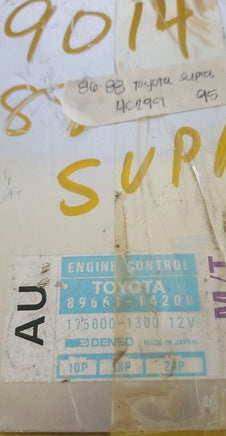 9014
86-88 Toyota Supra
4C299 95
8
SUP
ENGINE CONTROL
TOYOTA
89661-14200
175000-1300 12V
DENSO MADE IN JAPAN
10P 18P 24P
AU
M/T